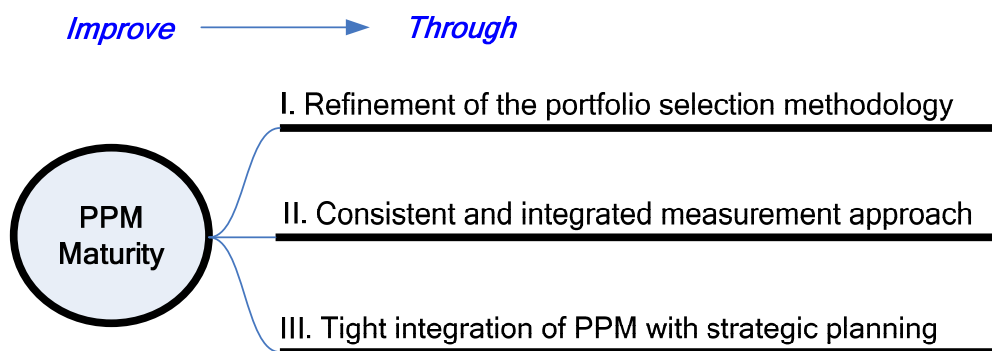 Improve Through
I. Refinement of the portfolio selection methodology
II. Consistent and integrated measurement approach
PPM
Maturity
III. Tight integration of PPM with strategic planning